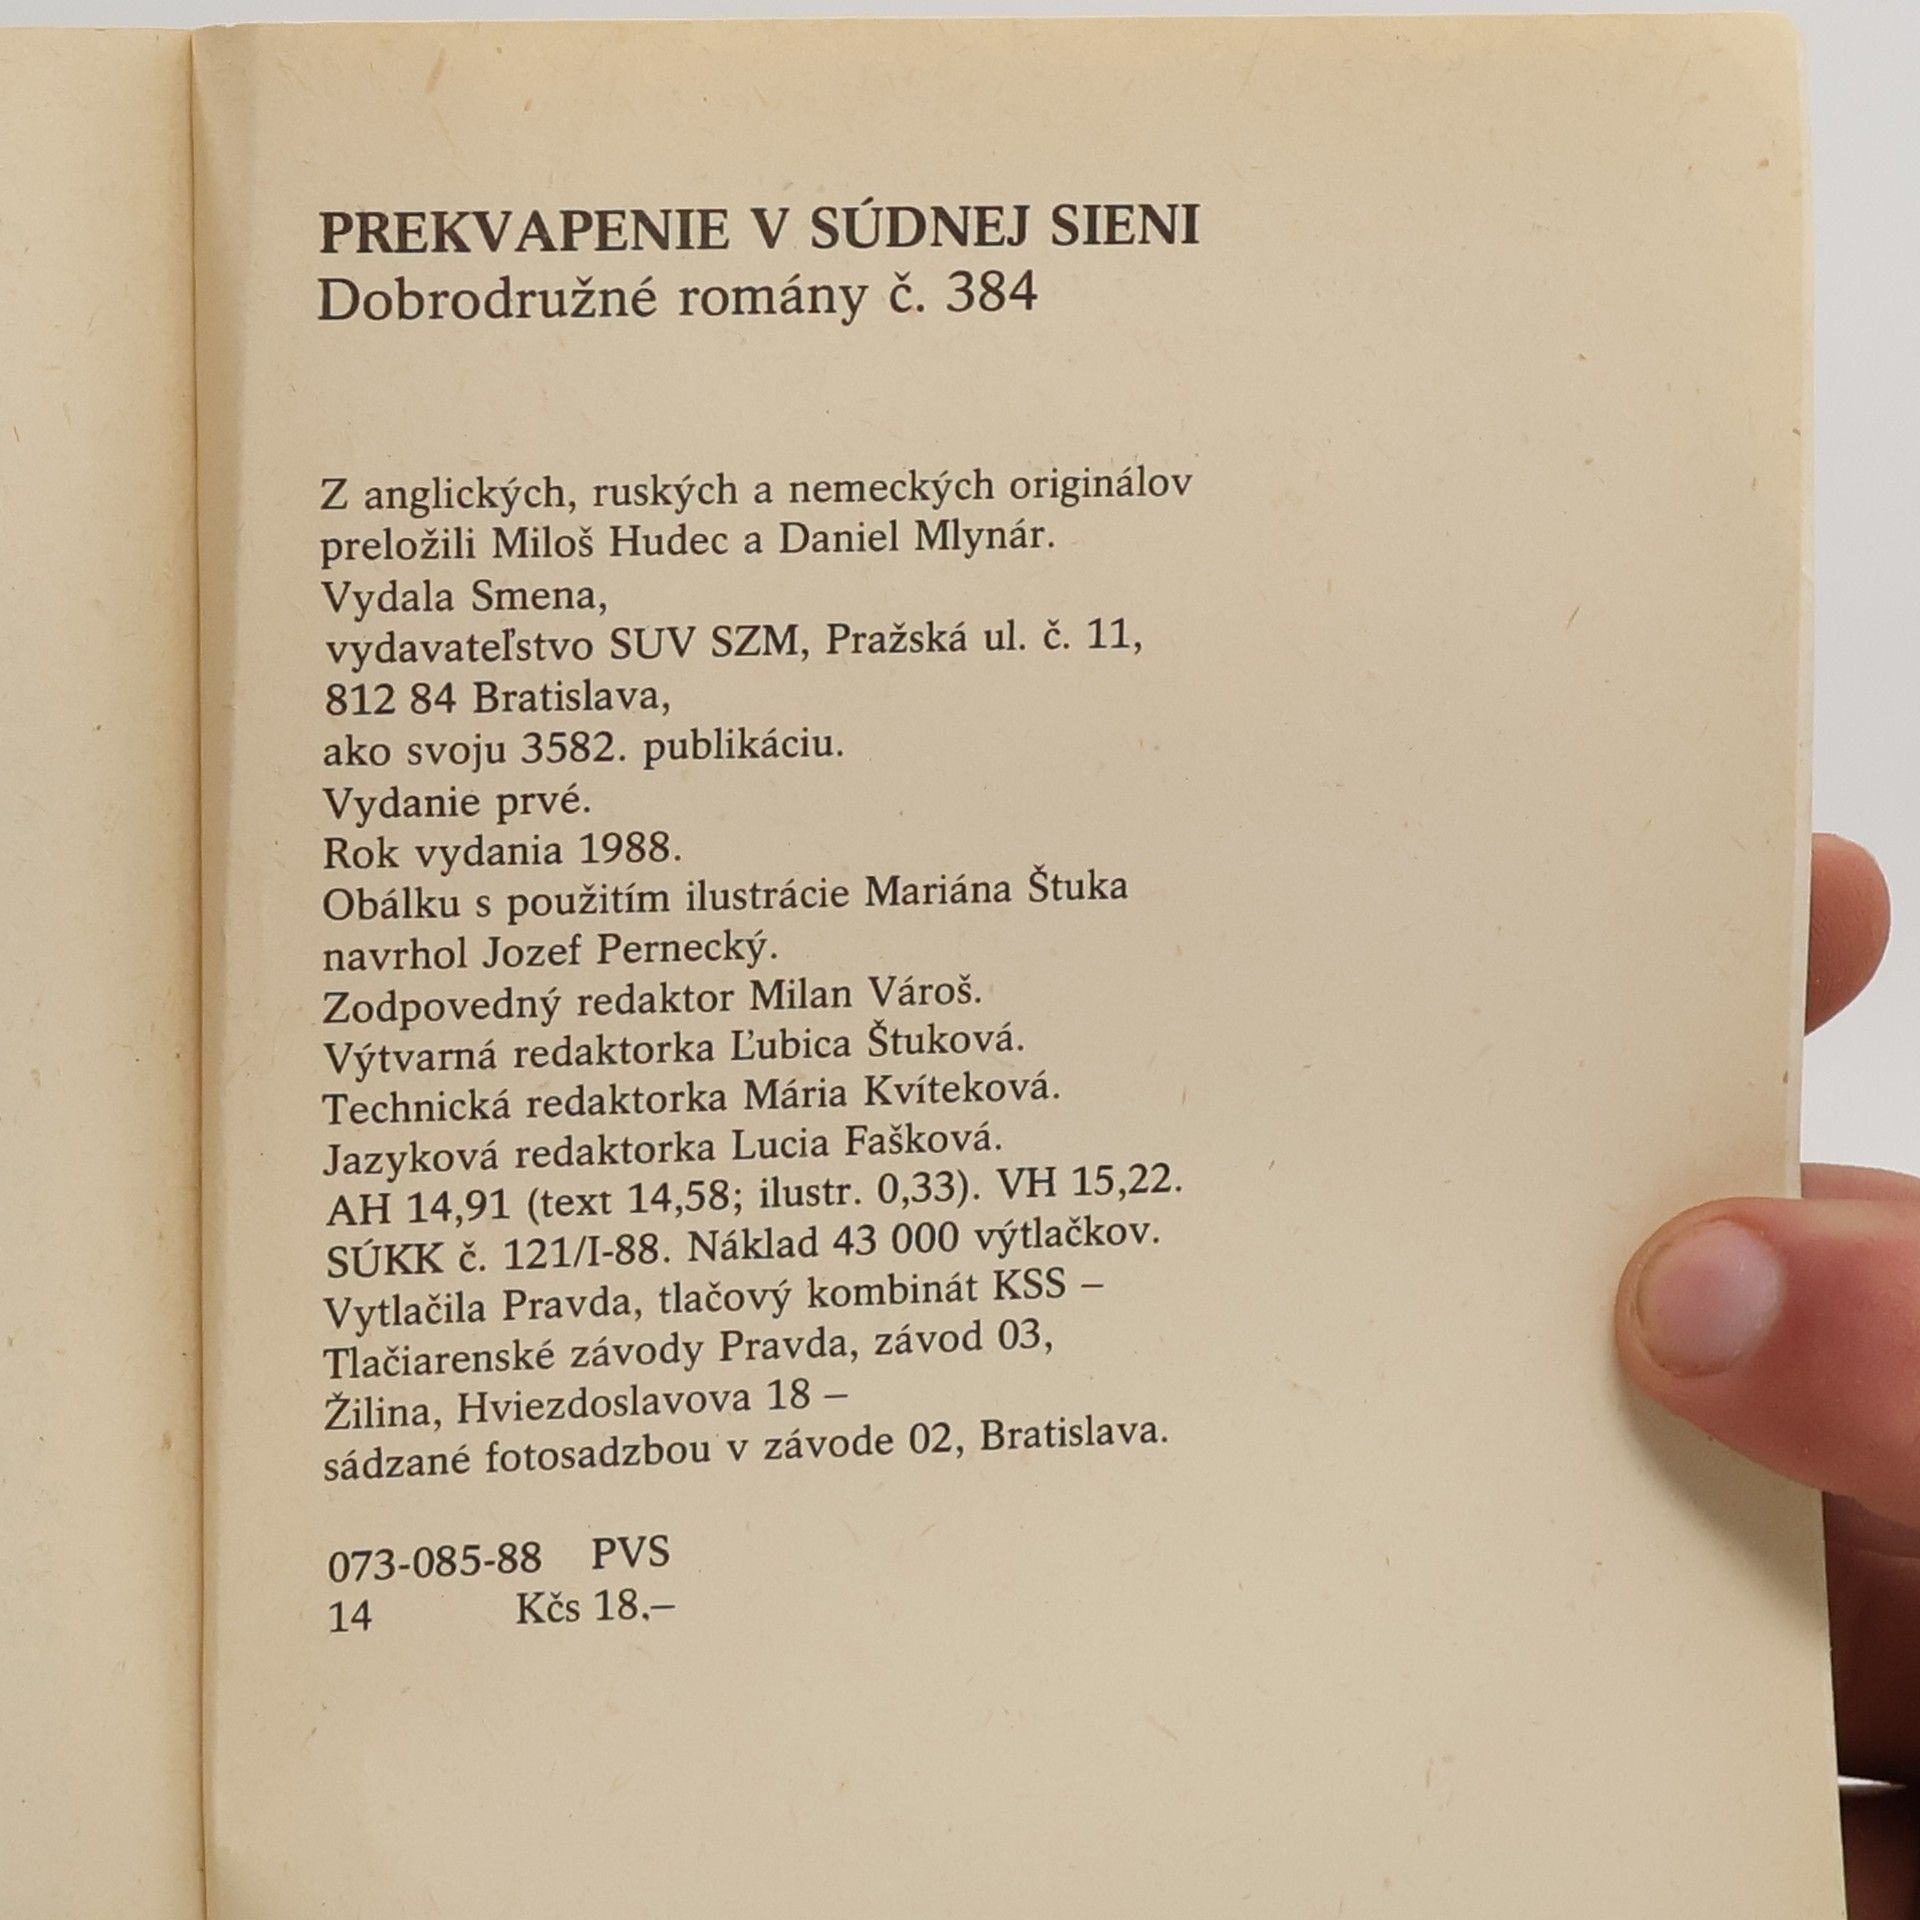 PREKVAPENIE V SÚDNEJ SIENI
Dobrodružné romány č. 384
Z anglických, ruských a nemeckých originálov
preložili Miloš Hudec a Daniel Mlynár.
Vydala Smena,
vydavateľstvo SUV SZM, Pražská ul. č. 11,
812 84 Bratislava,
ako svoju 3582. publikáciu.
Vydanie prvé.
Rok vydania 1988.
Obálku s použitím ilustrácie Mariána Štuka
navrhol Jozef Pernecký.
Zodpovedný redaktor Milan Városˇ.
Výtvarná redaktorka Ľubica Štuková.
Technická redaktorka Mária Kvíteková.
Jazyková redaktorka Lucia Fašková.
AH 14,91 (text 14,58; ilustr. 0,33). VH 15,22.
SÚKK č. 121/I-88. Náklad 43 000 výtlačkov.
Vytlačila Pravda, tlačový kombinát KSS –
Tlačiarenské závody Pravda, závod 03,
Žilina, Hviezdoslavova 18 –
sádzané fotosadzbou v závode 02, Bratislava.
073-085-88 PVS
14 Kčs 18.–